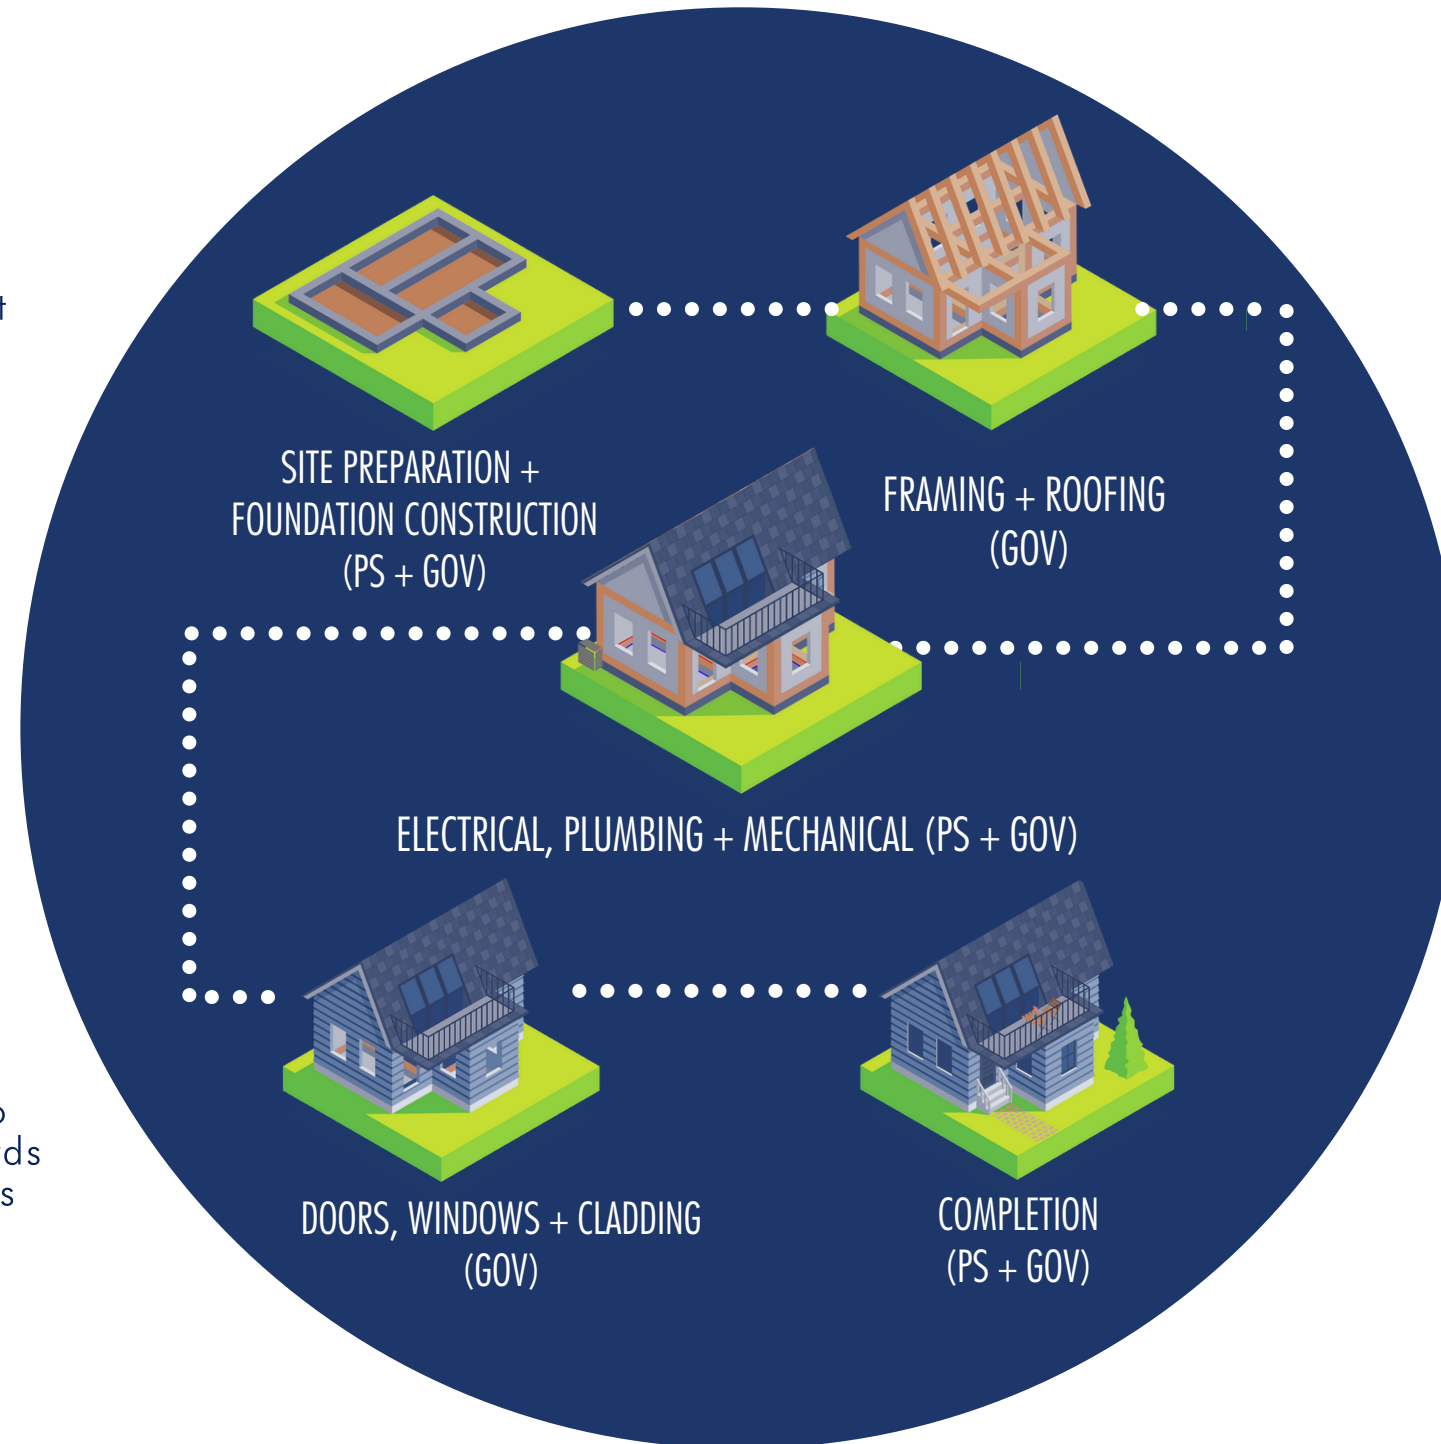 SITE PREPARATION +
FOUNDATION CONSTRUCTION
(PS + GOV)
FRAMING + ROOFING
(GOV)
ELECTRICAL, PLUMBING + MECHANICAL (PS + GOV)
DOORS, WINDOWS + CLADDING
(GOV)
COMPLETION
(PS + GOV)